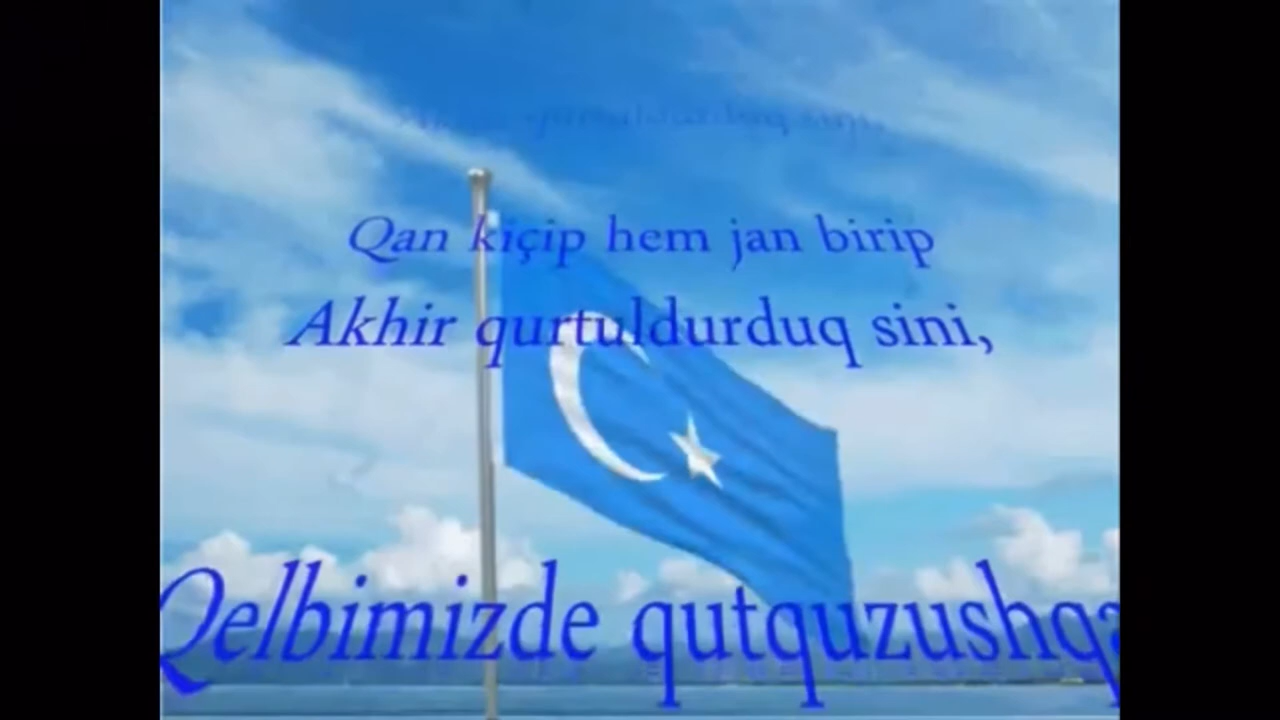 Qan kiçip hem jan birip
Akhir qurtuldurduq sini,
Qelbimizde qutquzushqa